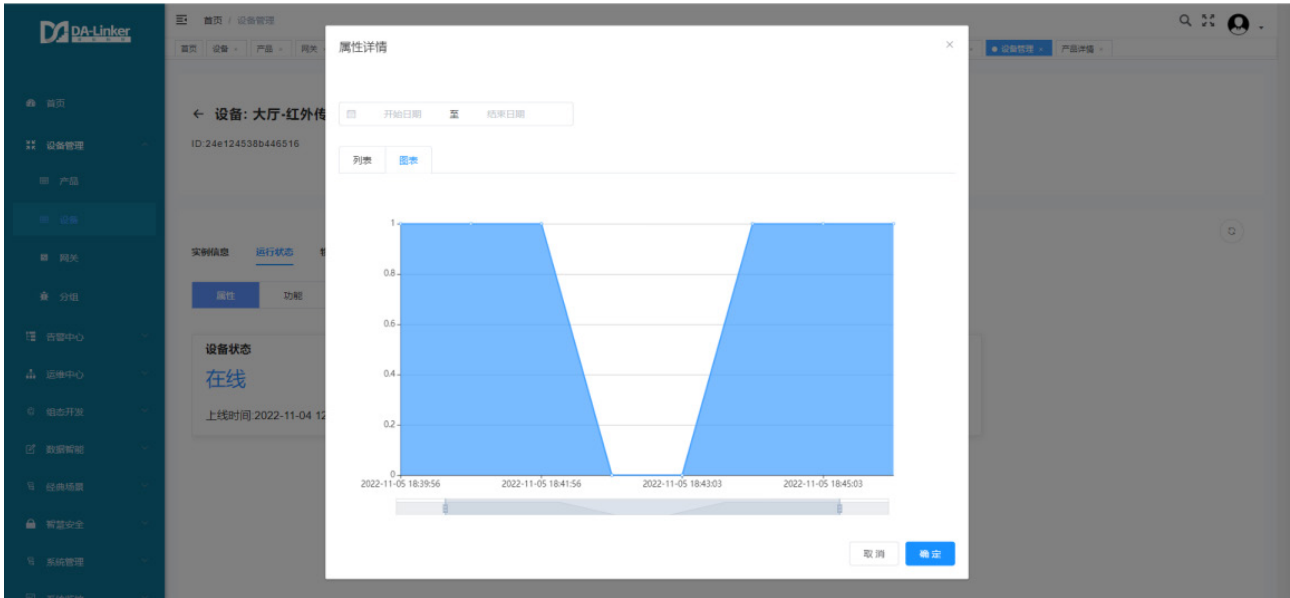 DA-Linker
首页 / 设备管理
首页 设备 × 产品 × 网关
设备管理 × 产品详情 ×
首页
设备管理
产品
设备
网关
分组
告警中心
运维中心
组态开发
数据智能
经典场景
智慧安全
系统管理
← 设备: 大厅-红外传
ID:24e124538b446516
实例信息 运行状态
属性 功能
设备状态
在线
上线时间:2022-11-04 12
属性详情
×
开始日期 至 结束日期
列表 图表
1
0.8
0.6
0.4
0.2
0
2022-11-05 18:39:56 2022-11-05 18:41:56 2022-11-05 18:43:03 2022-11-05 18:45:03
取消 确定